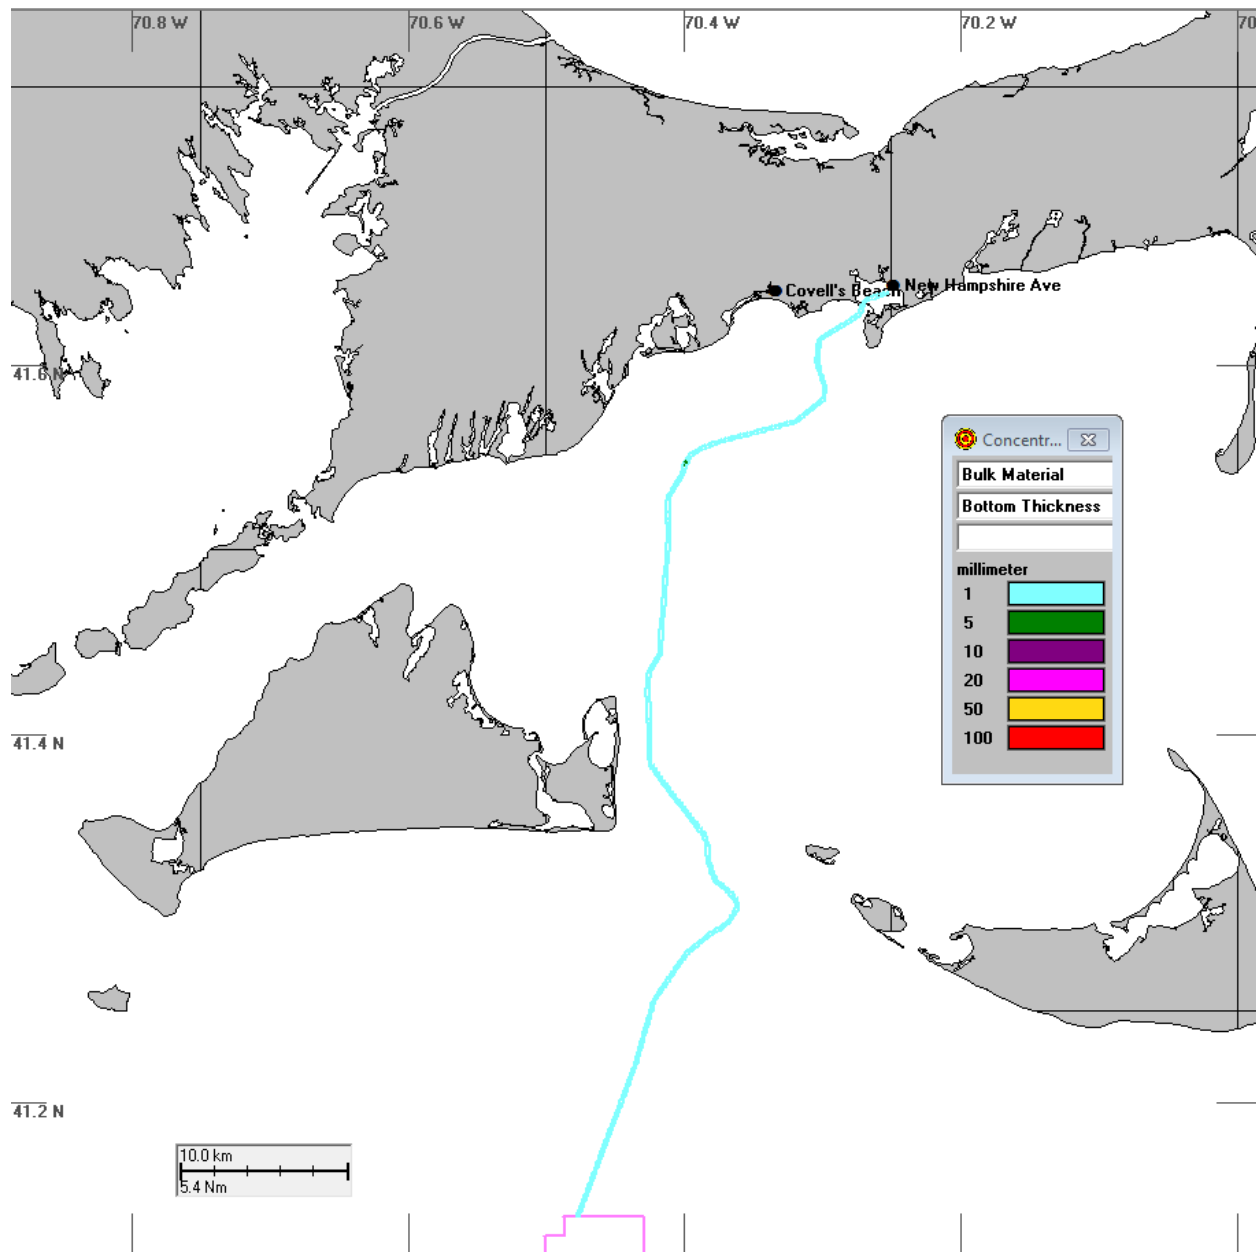 70.8 W
70.6 W
70.4 W
70.2 W
70
Covell's Beach
New Hampshire Ave
41.6 N
Concentr...
Bulk Material
Bottom Thickness
millimeter
1
5
10
20
50
100
41.4 N
41.2 N
10.0 km
5.4 Nm